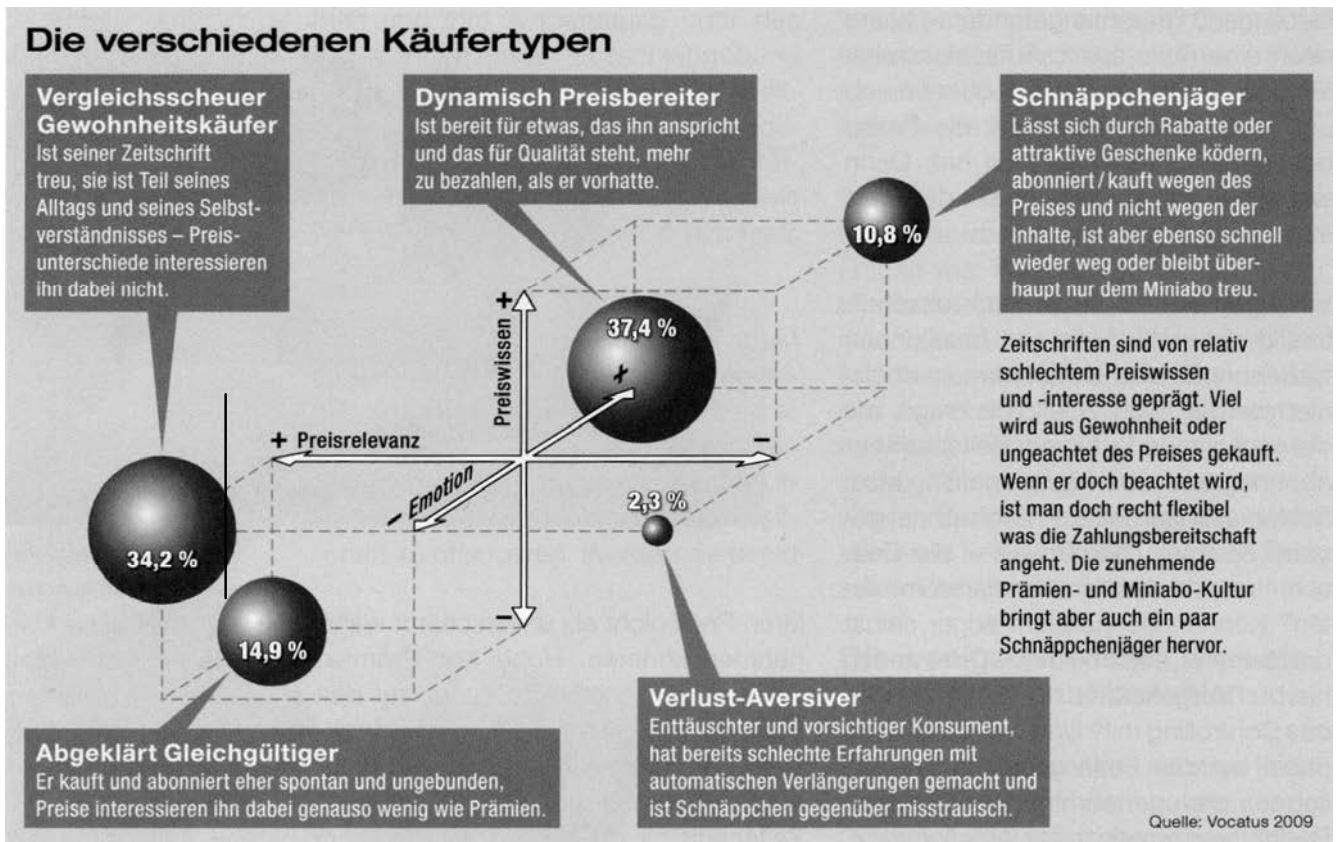 Die verschiedenen Käufertypen
Vergleichsscheuer
Gewohnheitskäufer
Ist seiner Zeitschrift
treu, sie ist Teil seines
Alltags und seines Selbst-
verständnisses – Preis-
unterschiede interessieren
ihn dabei nicht.
Dynamisch Preisbereiter
Ist bereit für etwas, das ihn anspricht
und das für Qualität steht, mehr
zu bezahlen, als er vorhatte.
Schnäppchenjäger
Lässt sich durch Rabatte oder
attraktive Geschenke ködern,
abonniert / kauft wegen des
Preises und nicht wegen der
Inhalte, ist aber ebenso schnell
wieder weg oder bleibt über-
haupt nur dem Miniabo treu.
10,8 %
37,4 %
+
Preiswissen
–
+ Preisrelevanz –
– Emotion +
34,2 %
14,9 %
2,3 %
Zeitschriften sind von relativ
schlechtem Preiswissen
und -interesse geprägt. Viel
wird aus Gewohnheit oder
ungeachtet des Preises gekauft.
Wenn er doch beachtet wird,
ist man doch recht flexibel
was die Zahlungsbereitschaft
angeht. Die zunehmende
Prämien- und Miniabo-Kultur
bringt aber auch ein paar
Schnäppchenjäger hervor.
Abgeklärt Gleichgültiger
Er kauft und abonniert eher spontan und ungebunden,
Preise interessieren ihn dabei genauso wenig wie Prämien.
Verlust-Aversiver
Enttäuschter und vorsichtiger Konsument,
hat bereits schlechte Erfahrungen mit
automatischen Verlängerungen gemacht und
ist Schnäppchen gegenüber misstrauisch.
Quelle: Vocatus 2009